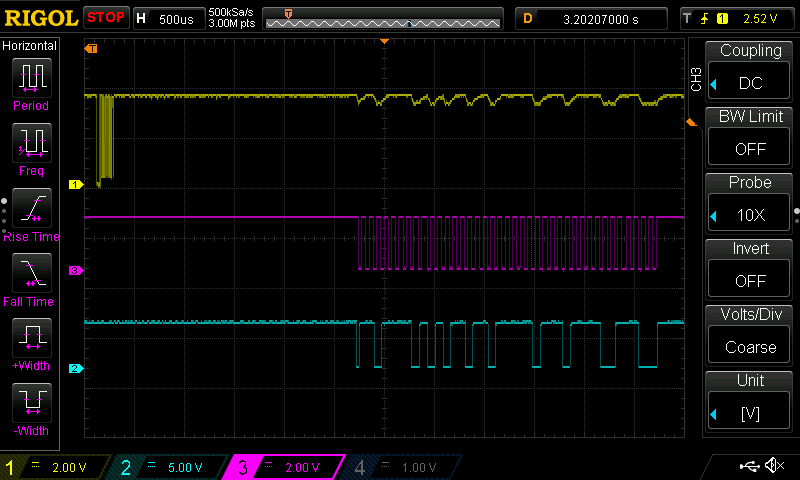 RIGOL STOP H 500us 500kSa/s 3.00M pts T D 3.20207000 s T 1 2.52 V
Horizontal
Period
Freq
Rise Time
Fall Time
+Width
-Width
T
1
3
2
CH3
Coupling
DC
BW Limit
OFF
Probe
10X
Invert
OFF
Volts/Div
Coarse
Unit
[V]
1 2.00 V 2 5.00 V 3 2.00 V 4 1.00 V